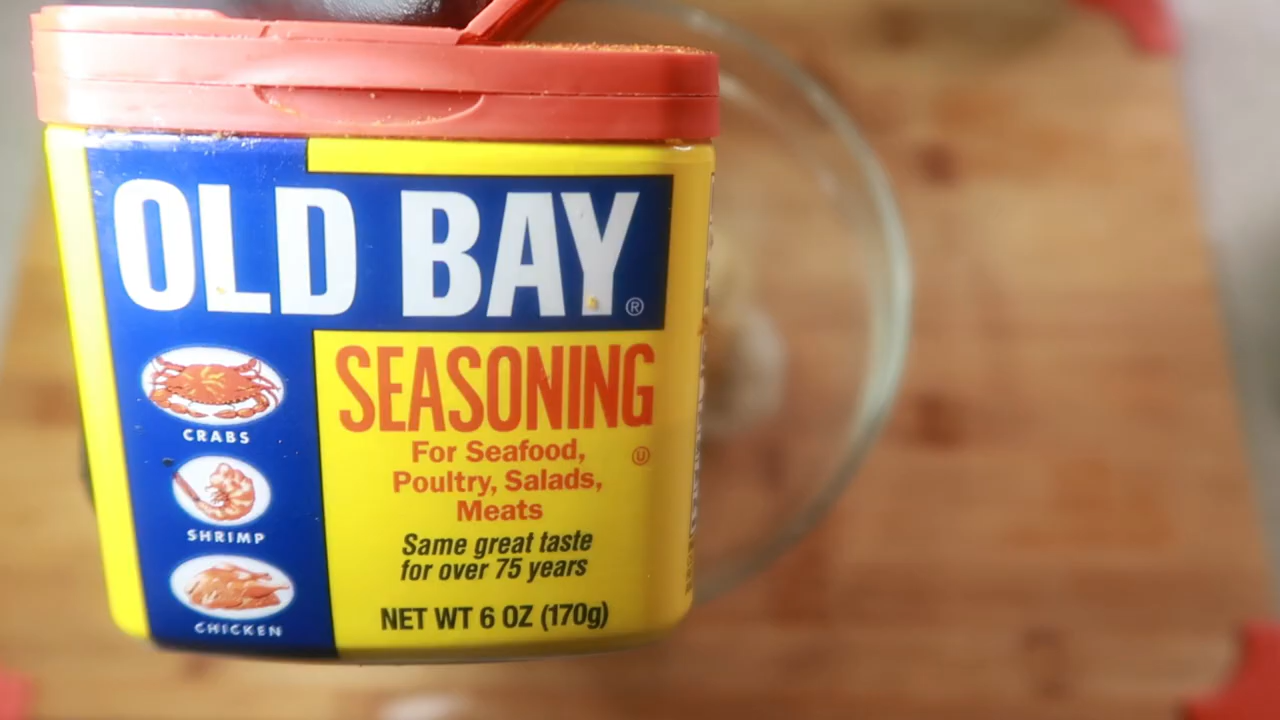 OLD BAY®
SEASONING
For Seafood,
Poultry, Salads,
Meats
U
Same great taste
for over 75 years
NET WT 6 OZ (170g)
CRABS
SHRIMP
CHICKEN